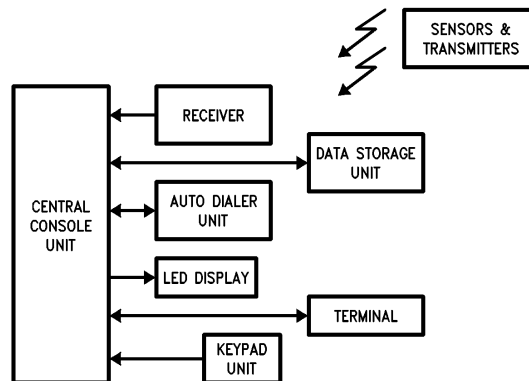 SENSORS &
TRANSMITTERS
RECEIVER
DATA STORAGE
UNIT
CENTRAL
CONSOLE
UNIT
AUTO DIALER
UNIT
LED DISPLAY
TERMINAL
KEYPAD
UNIT